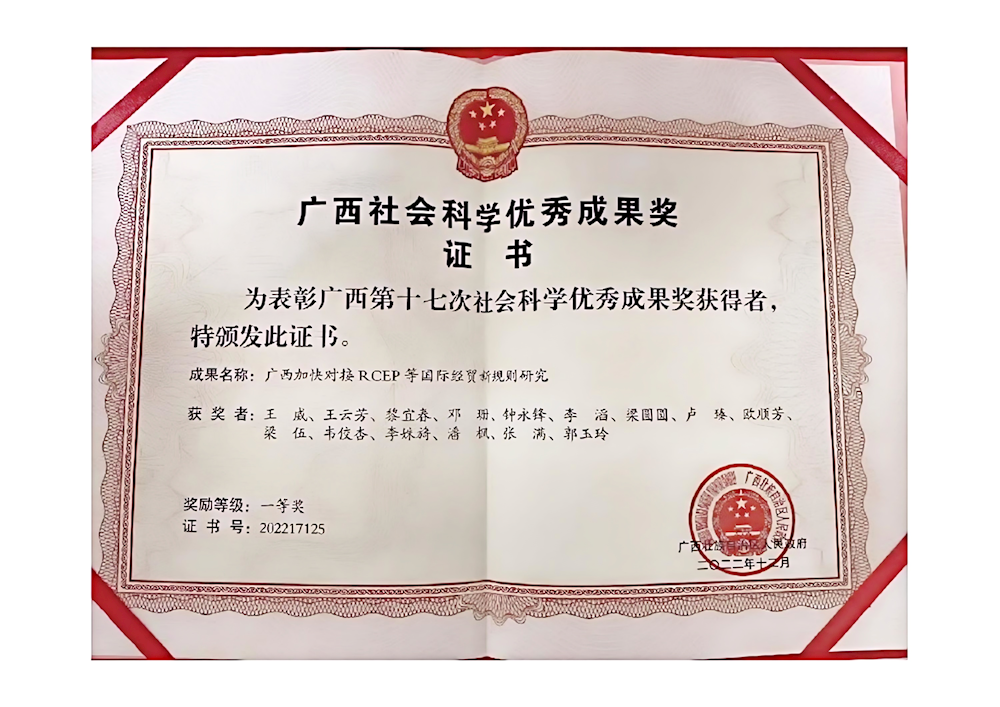 广西社会科学优秀成果奖
证 书
为表彰广西第十七次社会科学优秀成果奖获得者,
特颁发此证书。
成果名称: 广西加快对接RCEP等国际经贸新规则研究
获 奖 者: 王 威、王云芳、黎宜春、邓 珊、钟永锋、李 滔、梁圆圆、卢 臻、欧顺芳、
梁 伍、韦佼杏、李姝旖、潘 枫、张 满、郭玉玲
奖励等级: 一等奖
证 书 号: 202217125
广西壮族自治区人民政府
二〇二二年十二月